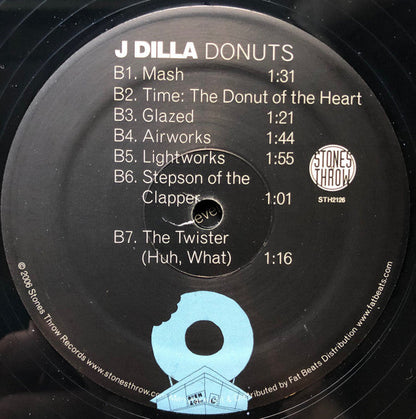 J DILLA DONUTS
B1. Mash 1:31
B2. Time: The Donut of the Heart
B3. Glazed 1:21
B4. Airworks 1:44
B5. Lightworks 1:55
B6. Stepson of the
Clapper 1:01
B7. The Twister
(Huh, What) 1:16
STONES
THROW
STH2126
eve
© 2006 Stones Throw Records www.stonesthrow.com
Distributed by Fat Beats Distribution www.fatbeats.com